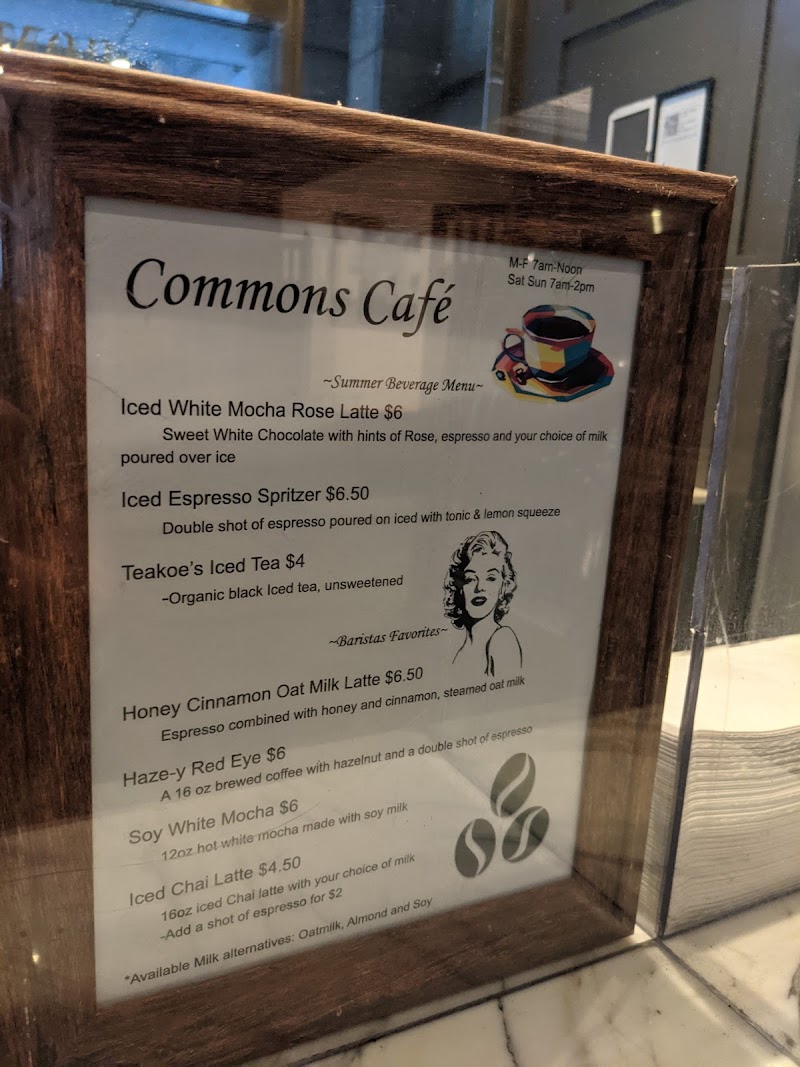 M-F 7am-Noon
Sat Sun 7am-2pm
Commons Café
~Summer Beverage Menu~
Iced White Mocha Rose Latte $6
Sweet White Chocolate with hints of Rose, espresso and your choice of milk
poured over ice
Iced Espresso Spritzer $6.50
Double shot of espresso poured on iced with tonic & lemon squeeze
Teakoe's Iced Tea $4
-Organic black Iced tea, unsweetened
~Baristas Favorites~
Honey Cinnamon Oat Milk Latte $6.50
Espresso combined with honey and cinnamon, steamed oat milk
Haze-y Red Eye $6
A 16 oz brewed coffee with hazelnut and a double shot of espresso
Soy White Mocha $6
12oz hot white mocha made with soy milk
Iced Chai Latte $4.50
16oz iced Chai latte with your choice of milk
-Add a shot of espresso for $2
*Available Milk alternatives: Oatmilk, Almond and Soy